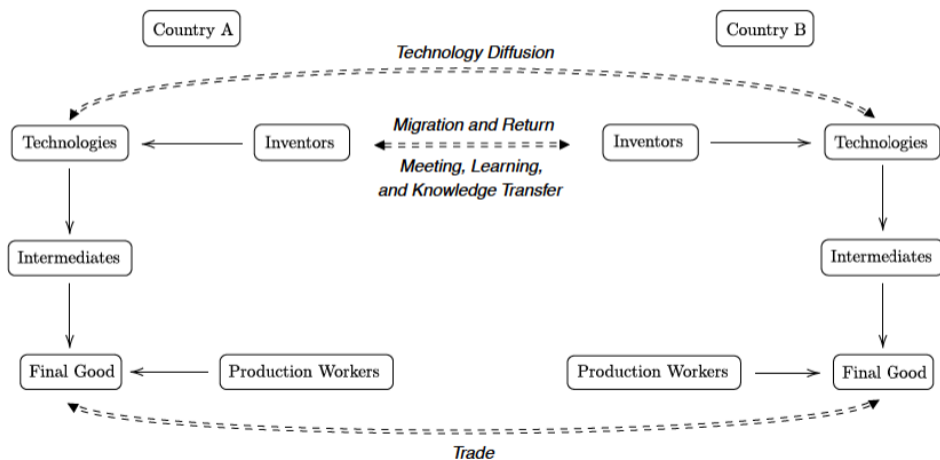 Country A
Country B
Technology Diffusion
Technologies
Inventors
Migration and Return
Inventors
Technologies
Meeting, Learning,
and Knowledge Transfer
Intermediates
Intermediates
Final Good
Production Workers
Production Workers
Final Good
Trade